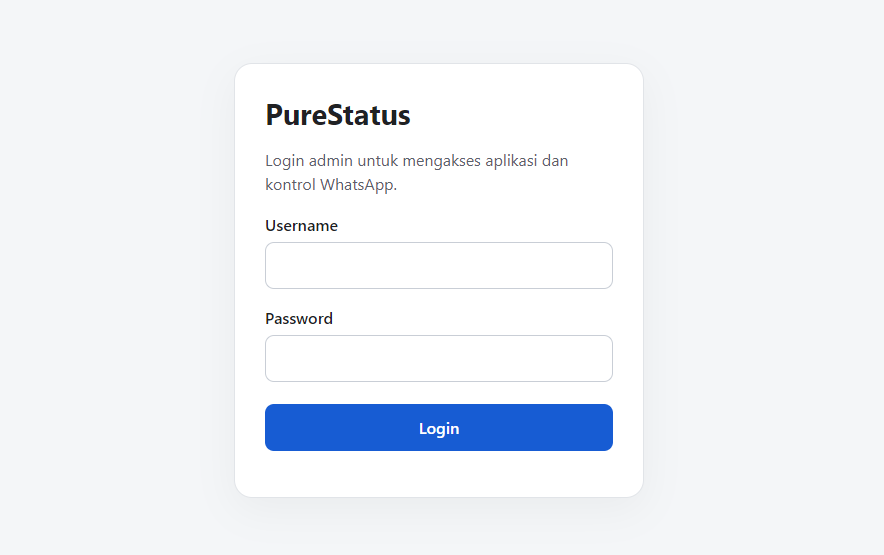 PureStatus
Login admin untuk mengakses aplikasi dan
kontrol WhatsApp.
Username
Password
Login